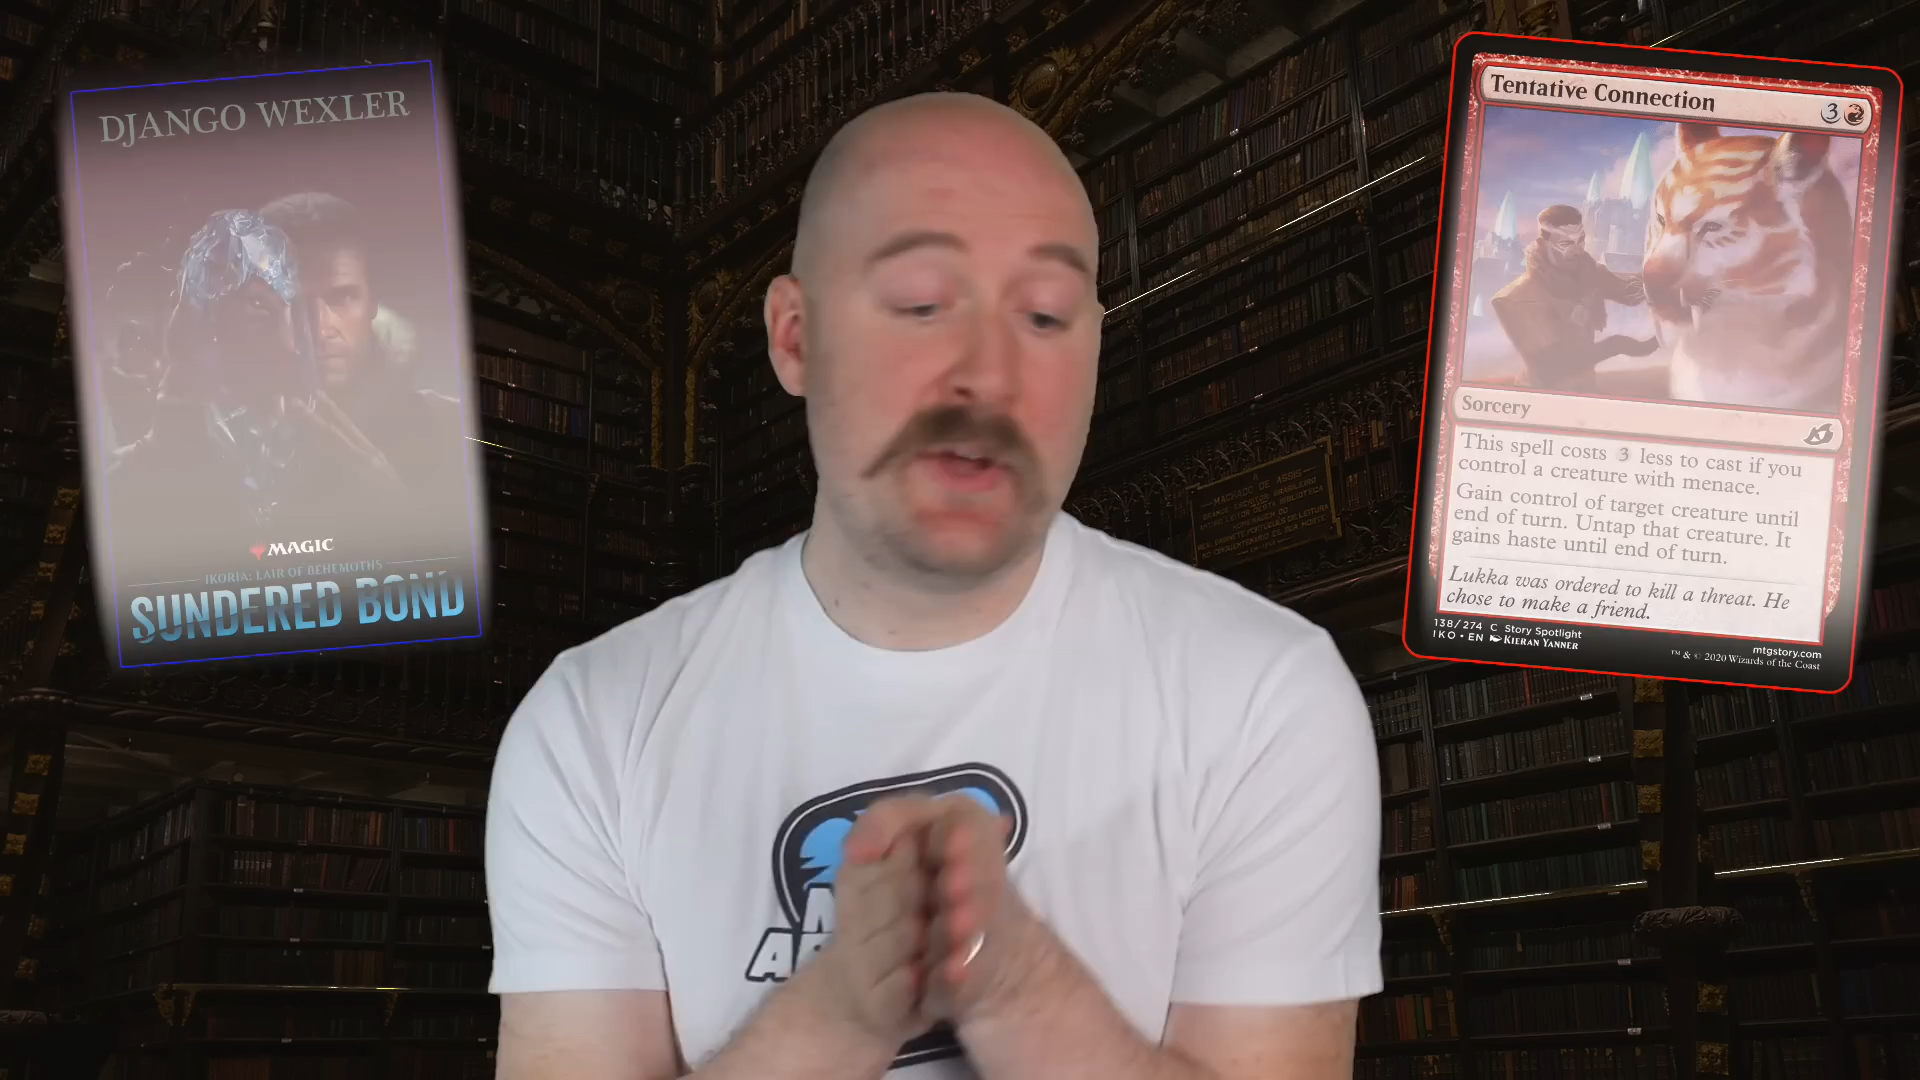 DJANGO WEXLER
MAGIC
IKORIA: LAIR OF BEHEMOTHS
SUNDERED BOND
Tentative Connection
3
Sorcery
This spell costs 3 less to cast if you
control a creature with menace.
Gain control of target creature until
end of turn. Untap that creature. It
gains haste until end of turn.
Lukka was ordered to kill a threat. He
chose to make a friend.
138/274 C Story Spotlight
IKO • EN KIERAN YANNER
mtgstory.com
™ & © 2020 Wizards of the Coast
MACHADO DE ASSIS